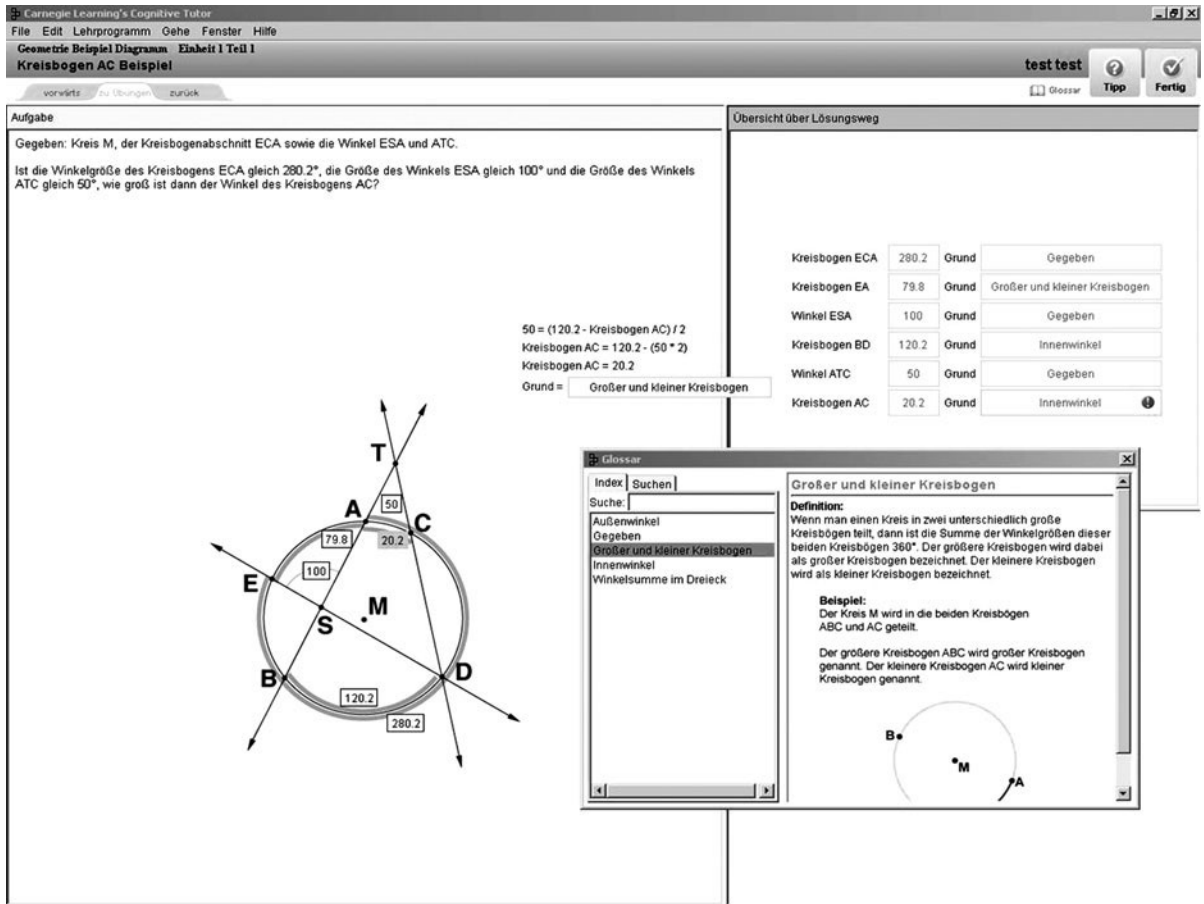 Carnegie Learning's Cognitive Tutor
File Edit Lehrprogramm Gehe Fenster Hilfe
Geometrie Beispiel Diagramm Einheit 1 Teil 1
Kreisbogen AC Beispiel
test test
Tipp
Fertig
vorwärts zu Übungen zurück
Glossar
Aufgabe
Gegeben: Kreis M, der Kreisbogenabschnitt ECA sowie die Winkel ESA und ATC.
Ist die Winkelgröße des Kreisbogens ECA gleich 280.2°, die Größe des Winkels ESA gleich 100° und die Größe des Winkels
ATC gleich 50°, wie groß ist dann der Winkel des Kreisbogens AC?
50 = (120.2 - Kreisbogen AC) / 2
Kreisbogen AC = 120.2 - (50 * 2)
Kreisbogen AC = 20.2
Grund = Großer und kleiner Kreisbogen
T
50
A
C
79.8
20.2
E
100
S
M
B
D
120.2
280.2
Übersicht über Lösungsweg
Kreisbogen ECA 280.2 Grund Gegeben
Kreisbogen EA 79.8 Grund Großer und kleiner Kreisbogen
Winkel ESA 100 Grund Gegeben
Kreisbogen BD 120.2 Grund Innenwinkel
Winkel ATC 50 Grund Gegeben
Kreisbogen AC 20.2 Grund Innenwinkel
Glossar
Index Suchen
Suche:
Außenwinkel
Gegeben
Großer und kleiner Kreisbogen
Innenwinkel
Winkelsumme im Dreieck
Großer und kleiner Kreisbogen
Definition:
Wenn man einen Kreis in zwei unterschiedlich große
Kreisbögen teilt, dann ist die Summe der Winkelgrößen dieser
beiden Kreisbögen 360°. Der größere Kreisbogen wird dabei
als großer Kreisbogen bezeichnet. Der kleinere Kreisbogen
wird als kleiner Kreisbogen bezeichnet.
Beispiel:
Der Kreis M wird in die beiden Kreisbögen
ABC und AC geteilt.
Der größere Kreisbogen ABC wird großer Kreisbogen
genannt. Der kleinere Kreisbogen AC wird kleiner
Kreisbogen genannt.
B
M
A